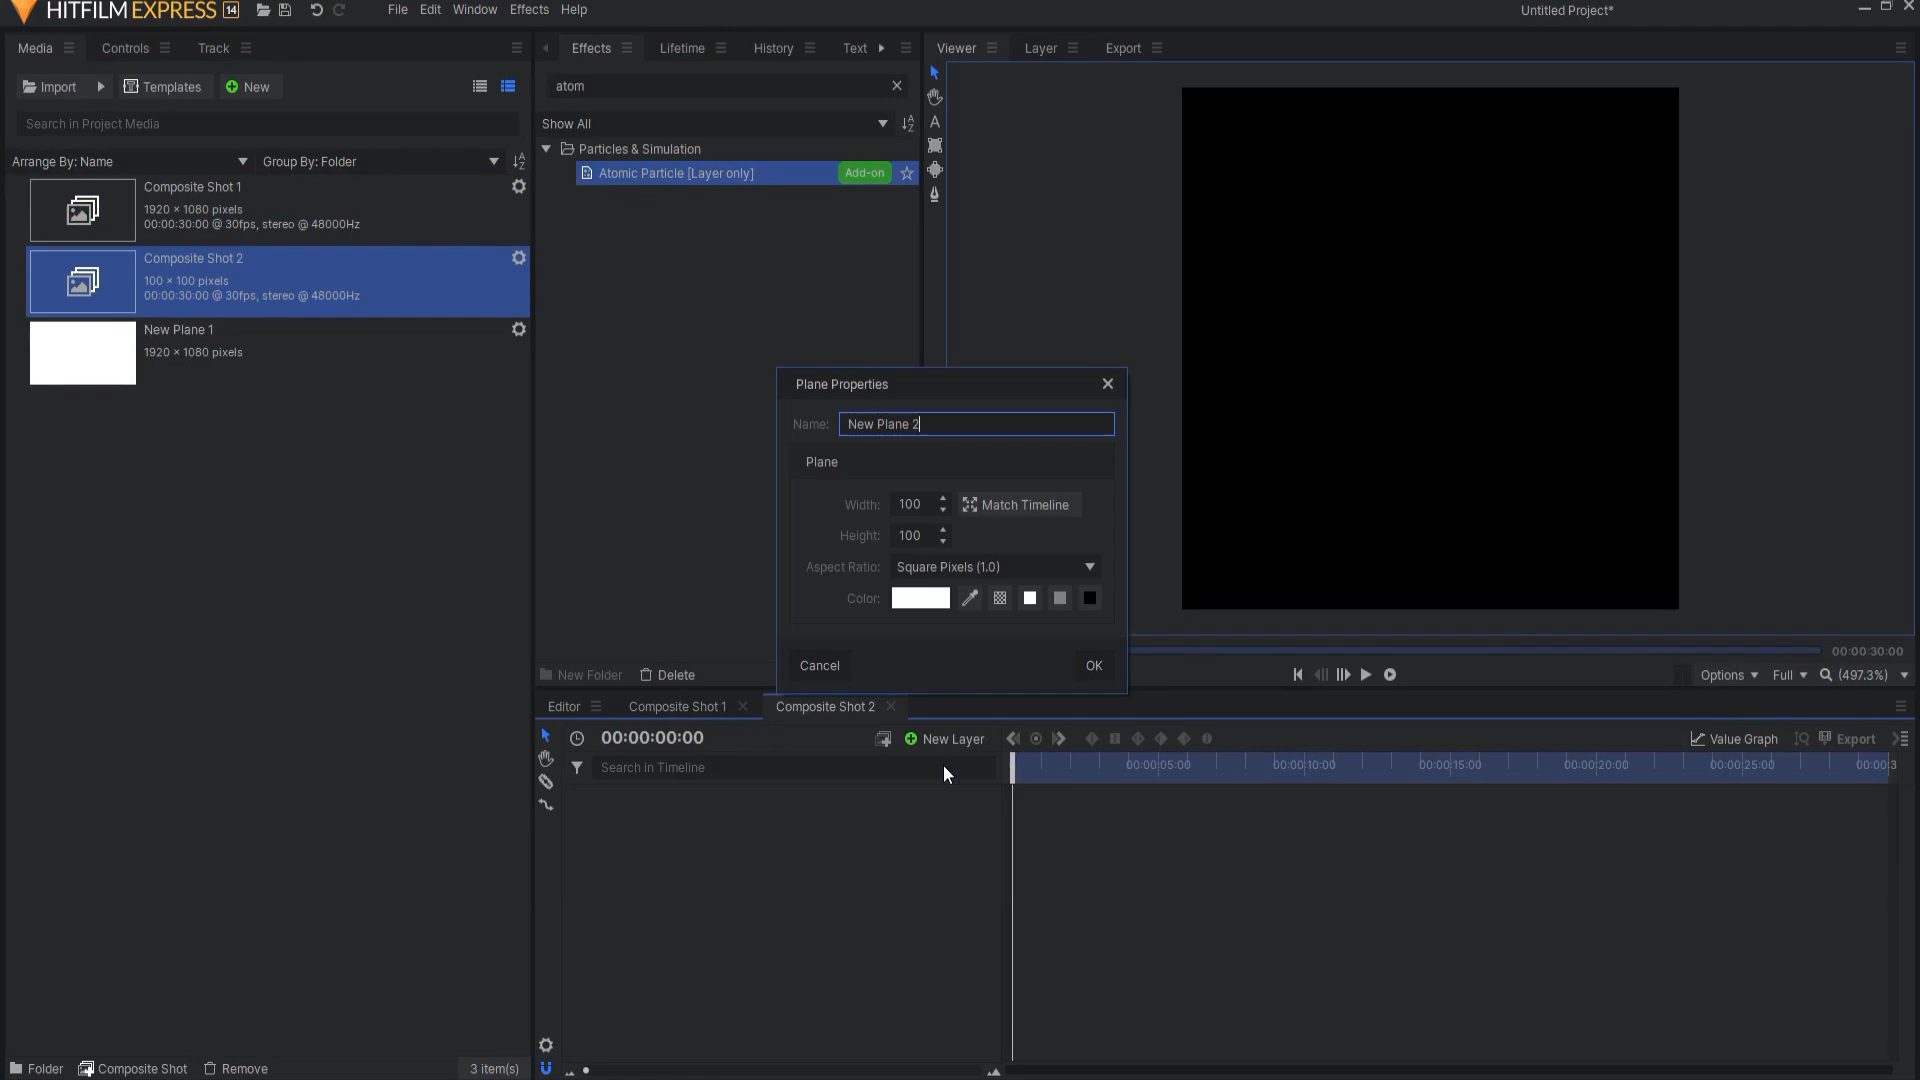 HITFILM EXPRESS 14
File Edit Window Effects Help
Untitled Project*
Media Controls Track
Effects Lifetime History Text
Viewer Layer Export
Import Templates New
atom
Search in Project Media
Show All
Arrange By: Name Group By: Folder
Particles & Simulation
Atomic Particle [Layer only] Add-on
Composite Shot 1
1920 × 1080 pixels
00:00:30:00 @ 30fps, stereo @ 48000Hz
Composite Shot 2
100 × 100 pixels
00:00:30:00 @ 30fps, stereo @ 48000Hz
New Plane 1
1920 × 1080 pixels
Plane Properties
Name: New Plane 2
Plane
Width: 100 Match Timeline
Height: 100
Aspect Ratio: Square Pixels (1.0)
Color:
Cancel OK
New Folder Delete
00:00:30:00
Options Full (497.3%)
Editor Composite Shot 1 Composite Shot 2
00:00:00:00 New Layer Value Graph Export
Search in Timeline
00:00:05:00 00:00:10:00 00:00:15:00 00:00:20:00 00:00:25:00 00:00:3
Folder Composite Shot Remove 3 item(s)